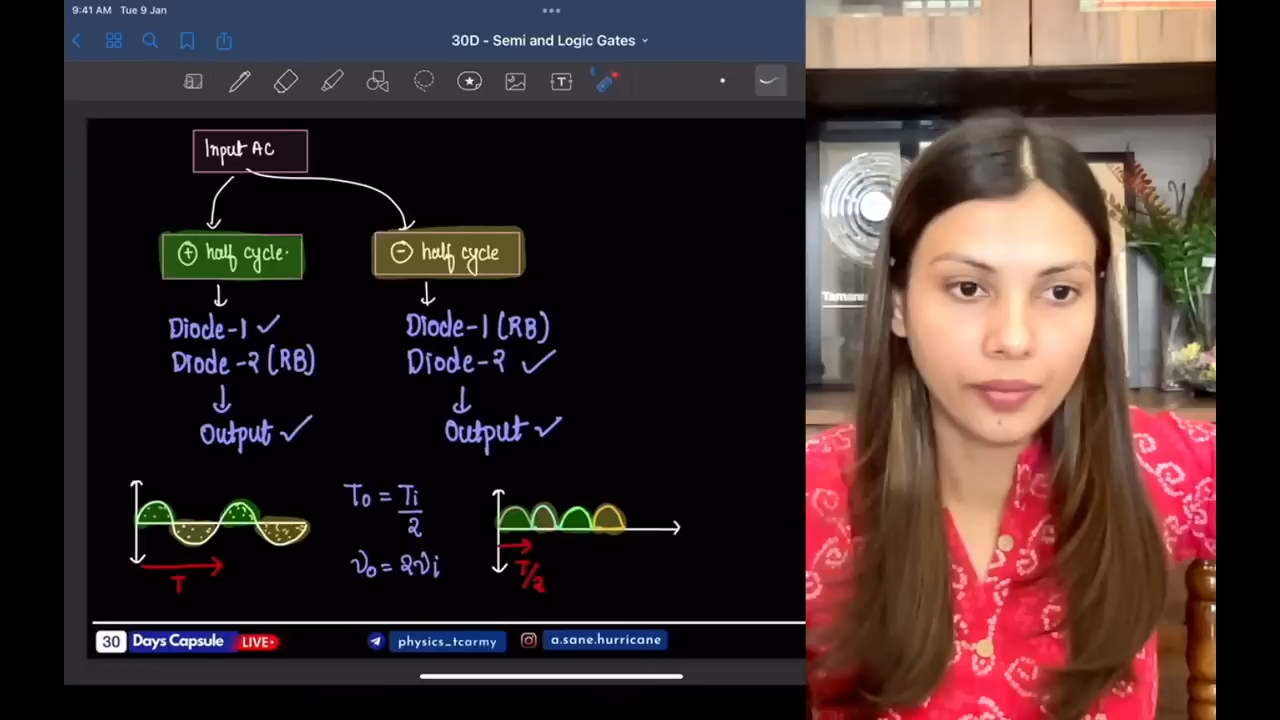 9:41 AM Tue 9 Jan
30D - Semi and Logic Gates
T
Input AC
+ half cycle
- half cycle
Diode-1 ✓
Diode-1 (RB)
Diode-2 (RB)
Diode-2 ✓
Output ✓
Output ✓
To = Ti/2
νo = 2νi
T
T/2
30 Days Capsule LIVE
physics_tcarmy
a.sane.hurricane